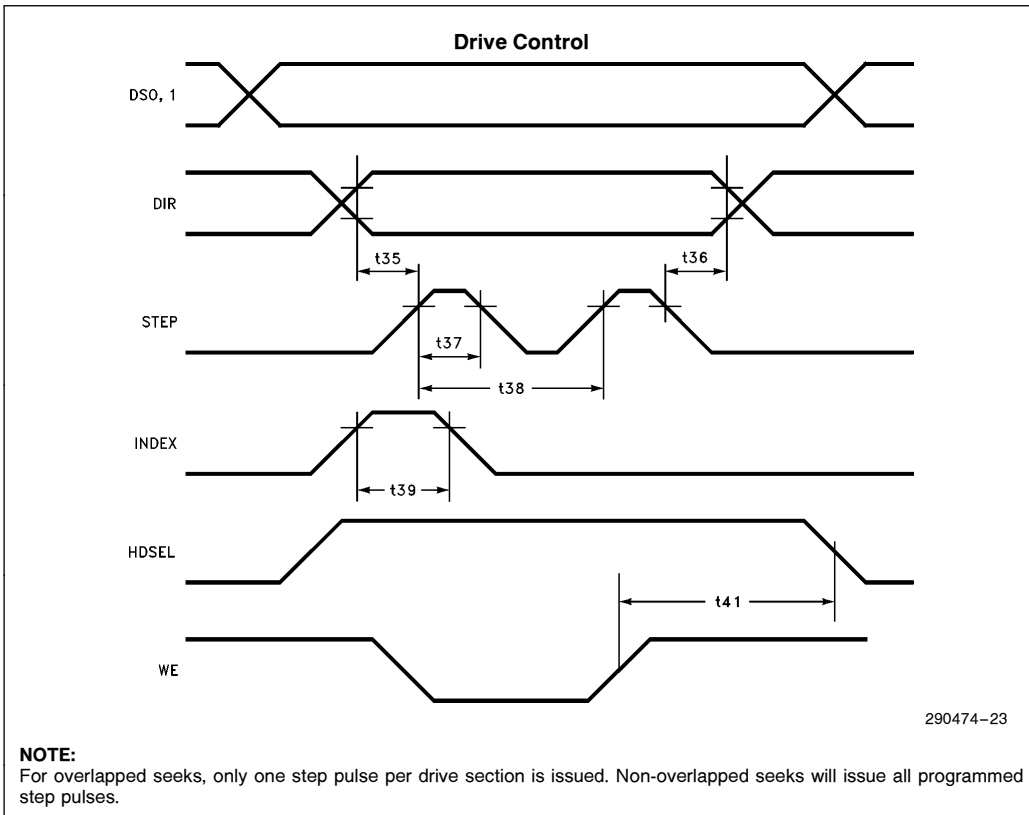 Drive Control
DS0, 1
DIR
t35
t36
STEP
t37
t38
INDEX
t39
HDSEL
t41
WE
290474–23
NOTE:
For overlapped seeks, only one step pulse per drive section is issued. Non-overlapped seeks will issue all programmed
step pulses.